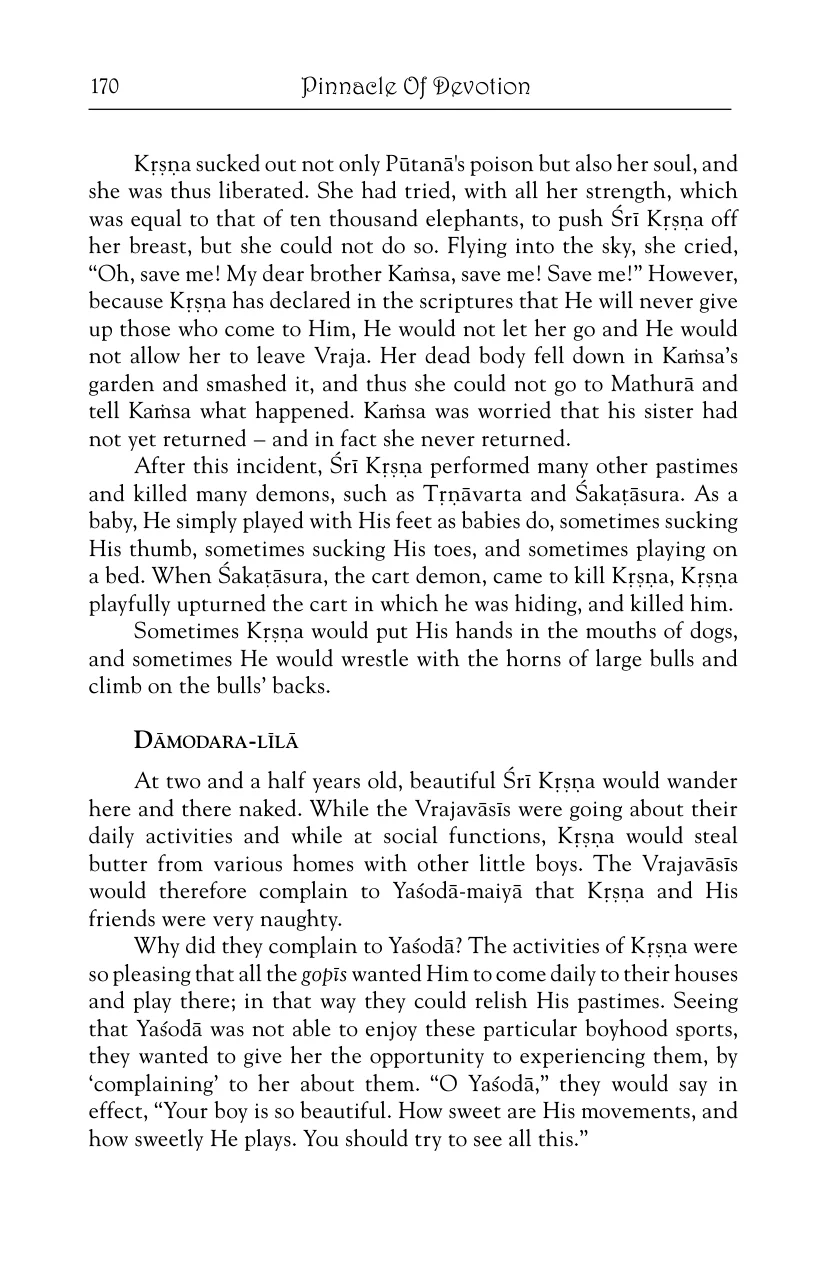 170
Pinnacle Of Devotion
Kṛṣṇa sucked out not only Pūtanā's poison but also her soul, and
she was thus liberated. She had tried, with all her strength, which
was equal to that of ten thousand elephants, to push Śrī Kṛṣṇa off
her breast, but she could not do so. Flying into the sky, she cried,
“Oh, save me! My dear brother Kaṁsa, save me! Save me!” However,
because Kṛṣṇa has declared in the scriptures that He will never give
up those who come to Him, He would not let her go and He would
not allow her to leave Vraja. Her dead body fell down in Kaṁsa’s
garden and smashed it, and thus she could not go to Mathurā and
tell Kaṁsa what happened. Kaṁsa was worried that his sister had
not yet returned – and in fact she never returned.
After this incident, Śrī Kṛṣṇa performed many other pastimes
and killed many demons, such as Tṛṇāvarta and Śakaṭāsura. As a
baby, He simply played with His feet as babies do, sometimes sucking
His thumb, sometimes sucking His toes, and sometimes playing on
a bed. When Śakaṭāsura, the cart demon, came to kill Kṛṣṇa, Kṛṣṇa
playfully upturned the cart in which he was hiding, and killed him.
Sometimes Kṛṣṇa would put His hands in the mouths of dogs,
and sometimes He would wrestle with the horns of large bulls and
climb on the bulls’ backs.
Dāmodara-līlā
At two and a half years old, beautiful Śrī Kṛṣṇa would wander
here and there naked. While the Vrajavāsīs were going about their
daily activities and while at social functions, Kṛṣṇa would steal
butter from various homes with other little boys. The Vrajavāsīs
would therefore complain to Yaśodā-maiyā that Kṛṣṇa and His
friends were very naughty.
Why did they complain to Yaśodā? The activities of Kṛṣṇa were
so pleasing that all the gopīs wanted Him to come daily to their houses
and play there; in that way they could relish His pastimes. Seeing
that Yaśodā was not able to enjoy these particular boyhood sports,
they wanted to give her the opportunity to experiencing them, by
‘complaining’ to her about them. “O Yaśodā,” they would say in
effect, “Your boy is so beautiful. How sweet are His movements, and
how sweetly He plays. You should try to see all this.”